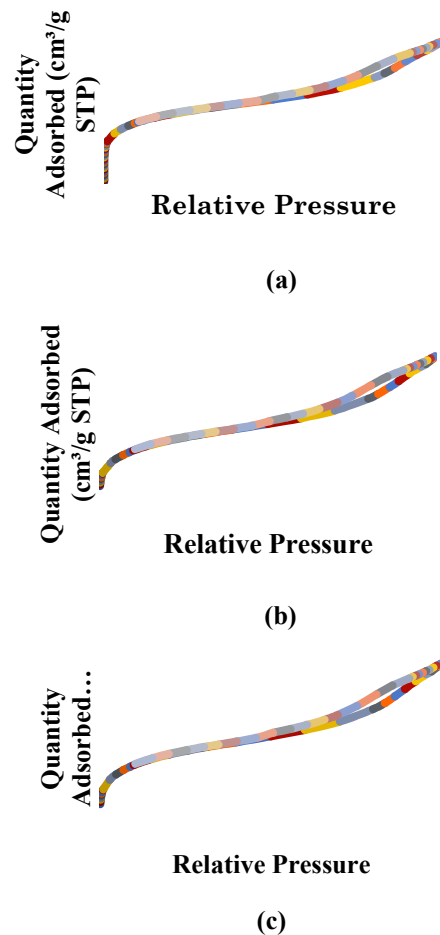 Quantity
Adsorbed (cm³/g
STP)
Relative Pressure
(a)
Quantity Adsorbed
(cm³/g STP)
Relative Pressure
(b)
Quantity
Adsorbed...
Relative Pressure
(c)